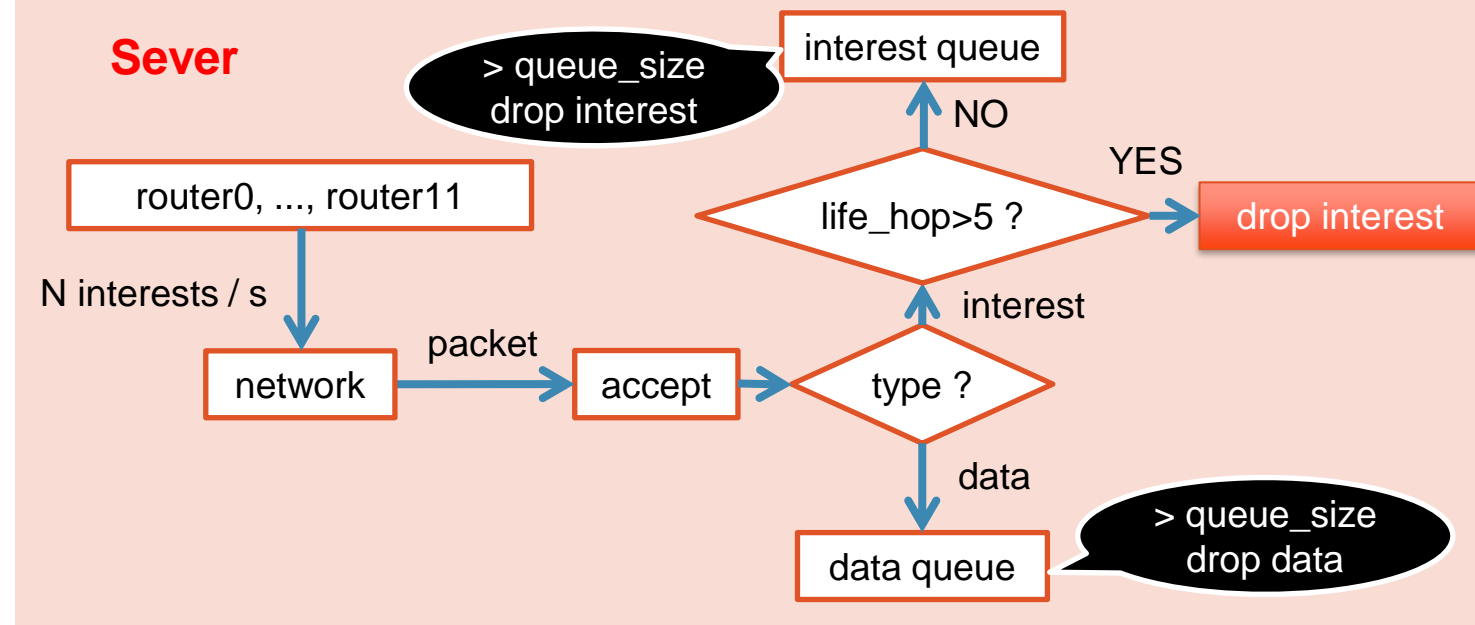 Sever
> queue_size
drop interest
interest queue
NO
YES
router0, ..., router11
life_hop>5 ?
drop interest
N interests / s
interest
packet
network
accept
type ?
data
> queue_size
drop data
data queue